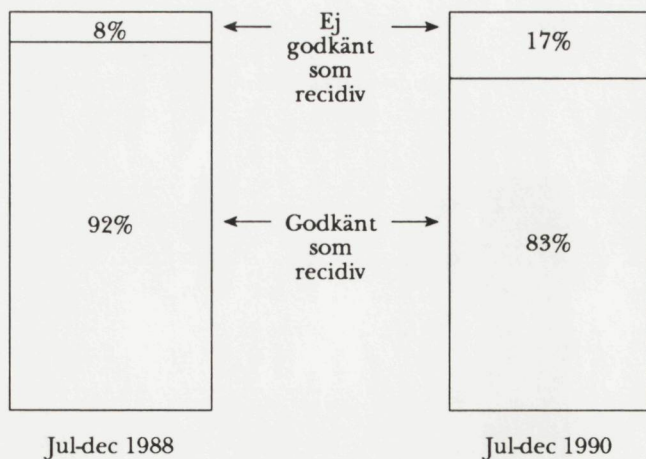 8%
Ej
godkänt
som
recidiv
17%
92%
Godkänt
som
recidiv
83%
Jul-dec 1988
Jul-dec 1990